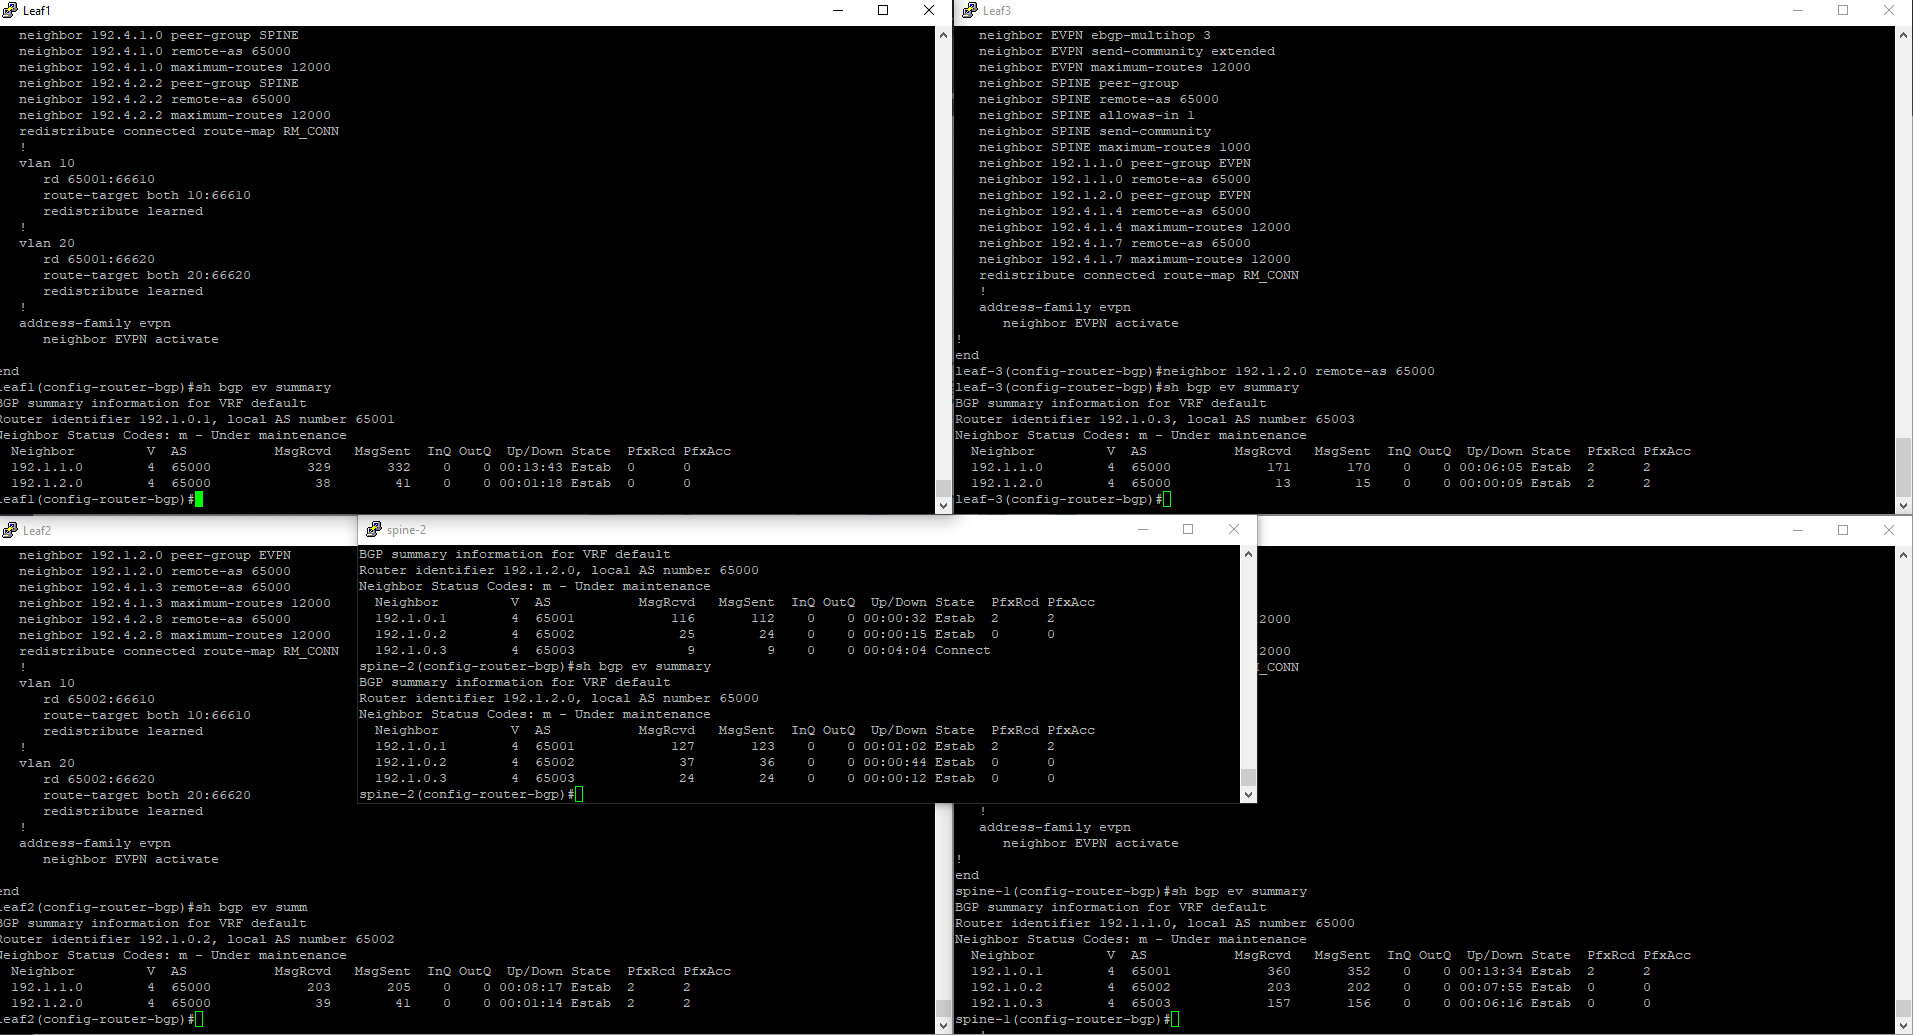 Leaf1
neighbor 192.4.1.0 peer-group SPINE
neighbor 192.4.1.0 remote-as 65000
neighbor 192.4.1.0 maximum-routes 12000
neighbor 192.4.2.2 peer-group SPINE
neighbor 192.4.2.2 remote-as 65000
neighbor 192.4.2.2 maximum-routes 12000
redistribute connected route-map RM_CONN
!
vlan 10
rd 65001:66610
route-target both 10:66610
redistribute learned
!
vlan 20
rd 65001:66620
route-target both 20:66620
redistribute learned
!
address-family evpn
neighbor EVPN activate
end
leaf1(config-router-bgp)#sh bgp ev summary
BGP summary information for VRF default
Router identifier 192.1.0.1, local AS number 65001
Neighbor Status Codes: m - Under maintenance
Neighbor V AS MsgRcvd MsgSent InQ OutQ Up/Down State PfxRcd PfxAcc
192.1.1.0 4 65000 329 332 0 0 00:13:43 Estab 0 0
192.1.2.0 4 65000 38 41 0 0 00:01:18 Estab 0 0
leaf1(config-router-bgp)#
Leaf3
neighbor EVPN ebgp-multihop 3
neighbor EVPN send-community extended
neighbor EVPN maximum-routes 12000
neighbor SPINE peer-group
neighbor SPINE remote-as 65000
neighbor SPINE allowas-in 1
neighbor SPINE send-community
neighbor SPINE maximum-routes 1000
neighbor 192.1.1.0 peer-group EVPN
neighbor 192.1.1.0 remote-as 65000
neighbor 192.1.2.0 peer-group EVPN
neighbor 192.4.1.4 remote-as 65000
neighbor 192.4.1.4 maximum-routes 12000
neighbor 192.4.1.7 remote-as 65000
neighbor 192.4.1.7 maximum-routes 12000
redistribute connected route-map RM_CONN
!
address-family evpn
neighbor EVPN activate
!
end
leaf-3(config-router-bgp)#neighbor 192.1.2.0 remote-as 65000
leaf-3(config-router-bgp)#sh bgp ev summary
BGP summary information for VRF default
Router identifier 192.1.0.3, local AS number 65003
Neighbor Status Codes: m - Under maintenance
Neighbor V AS MsgRcvd MsgSent InQ OutQ Up/Down State PfxRcd PfxAcc
192.1.1.0 4 65000 171 170 0 0 00:06:05 Estab 2 2
192.1.2.0 4 65000 13 15 0 0 00:00:09 Estab 2 2
leaf-3(config-router-bgp)#
Leaf2
neighbor 192.1.2.0 peer-group EVPN
neighbor 192.1.2.0 remote-as 65000
neighbor 192.4.1.3 remote-as 65000
neighbor 192.4.1.3 maximum-routes 12000
neighbor 192.4.2.8 remote-as 65000
neighbor 192.4.2.8 maximum-routes 12000
redistribute connected route-map RM_CONN
!
vlan 10
rd 65002:66610
route-target both 10:66610
redistribute learned
!
vlan 20
rd 65002:66620
route-target both 20:66620
redistribute learned
!
address-family evpn
neighbor EVPN activate
end
leaf2(config-router-bgp)#sh bgp ev summ
BGP summary information for VRF default
Router identifier 192.1.0.2, local AS number 65002
Neighbor Status Codes: m - Under maintenance
Neighbor V AS MsgRcvd MsgSent InQ OutQ Up/Down State PfxRcd PfxAcc
192.1.1.0 4 65000 203 205 0 0 00:08:17 Estab 2 2
192.1.2.0 4 65000 39 41 0 0 00:01:14 Estab 2 2
leaf2(config-router-bgp)#
spine-2
BGP summary information for VRF default
Router identifier 192.1.2.0, local AS number 65000
Neighbor Status Codes: m - Under maintenance
Neighbor V AS MsgRcvd MsgSent InQ OutQ Up/Down State PfxRcd PfxAcc
192.1.0.1 4 65001 116 112 0 0 00:00:32 Estab 2 2
192.1.0.2 4 65002 25 24 0 0 00:00:15 Estab 0 0
192.1.0.3 4 65003 9 9 0 0 00:04:04 Connect
spine-2(config-router-bgp)#sh bgp ev summary
BGP summary information for VRF default
Router identifier 192.1.2.0, local AS number 65000
Neighbor Status Codes: m - Under maintenance
Neighbor V AS MsgRcvd MsgSent InQ OutQ Up/Down State PfxRcd PfxAcc
192.1.0.1 4 65001 127 123 0 0 00:01:02 Estab 2 2
192.1.0.2 4 65002 37 36 0 0 00:00:44 Estab 0 0
192.1.0.3 4 65003 24 24 0 0 00:00:12 Estab 0 0
spine-2(config-router-bgp)#
2000
2000
_CONN
!
address-family evpn
neighbor EVPN activate
!
end
spine-1(config-router-bgp)#sh bgp ev summary
BGP summary information for VRF default
Router identifier 192.1.1.0, local AS number 65000
Neighbor Status Codes: m - Under maintenance
Neighbor V AS MsgRcvd MsgSent InQ OutQ Up/Down State PfxRcd PfxAcc
192.1.0.1 4 65001 360 352 0 0 00:13:34 Estab 2 2
192.1.0.2 4 65002 203 202 0 0 00:07:55 Estab 0 0
192.1.0.3 4 65003 157 156 0 0 00:06:16 Estab 0 0
spine-1(config-router-bgp)#